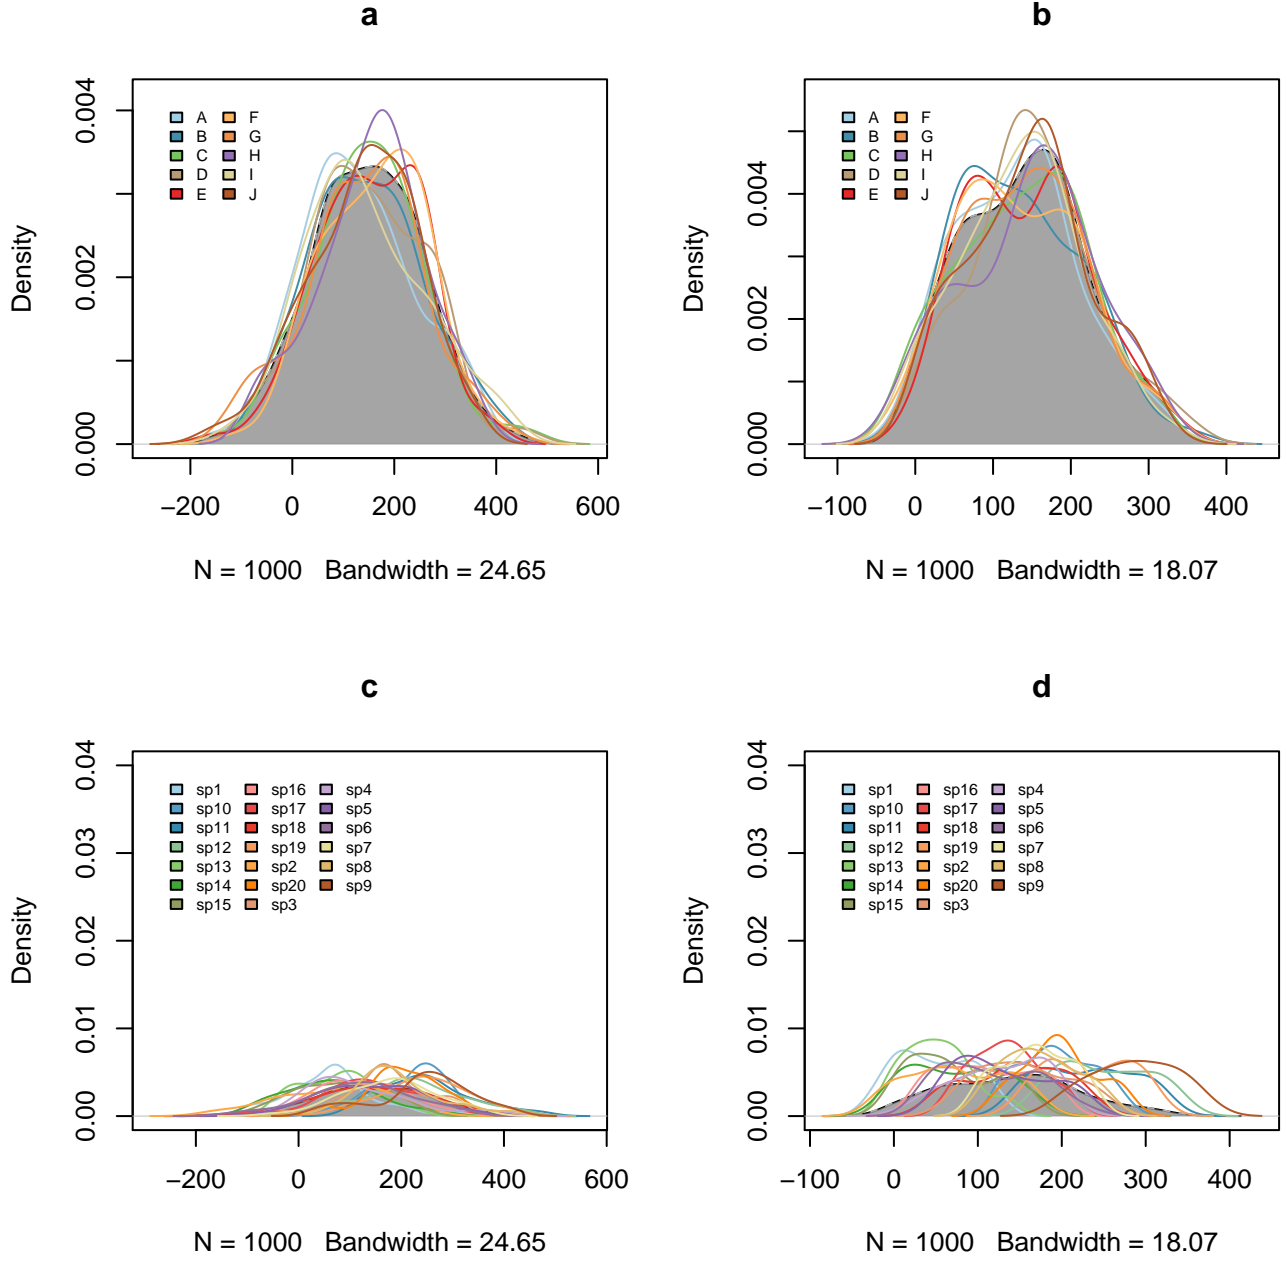 a
Density
0.000
0.002
0.004
A
B
C
D
E
F
G
H
I
J
−200
0
200
400
600
N = 1000   Bandwidth = 24.65
b
Density
0.000
0.002
0.004
A
B
C
D
E
F
G
H
I
J
−100
0
100
200
300
400
N = 1000   Bandwidth = 18.07
c
Density
0.00
0.01
0.02
0.03
0.04
sp1
sp10
sp11
sp12
sp13
sp14
sp15
sp16
sp17
sp18
sp19
sp2
sp20
sp3
sp4
sp5
sp6
sp7
sp8
sp9
−200
0
200
400
600
N = 1000   Bandwidth = 24.65
d
Density
0.00
0.01
0.02
0.03
0.04
sp1
sp10
sp11
sp12
sp13
sp14
sp15
sp16
sp17
sp18
sp19
sp2
sp20
sp3
sp4
sp5
sp6
sp7
sp8
sp9
−100
0
100
200
300
400
N = 1000   Bandwidth = 18.07